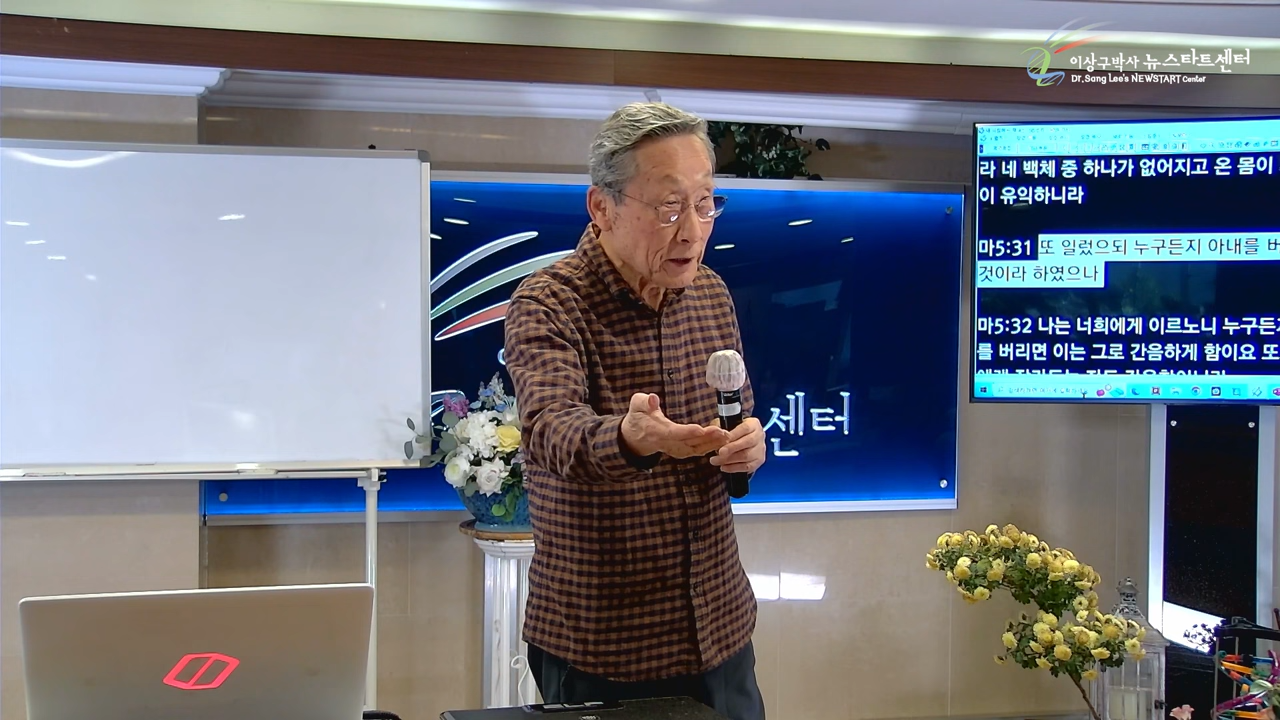 이상구박사 뉴스타트센터
Dr. Sang Lee's NEWSTART Center
라 네 백체 중 하나가 없어지고 온 몸이
이 유익하니라
마5:31 또 일렀으되 누구든지 아내를 버
것이라 하였으나
마5:32 나는 너희에게 이르노니 누구든지
를 버리면 이는 그로 간음하게 함이요 또
센터